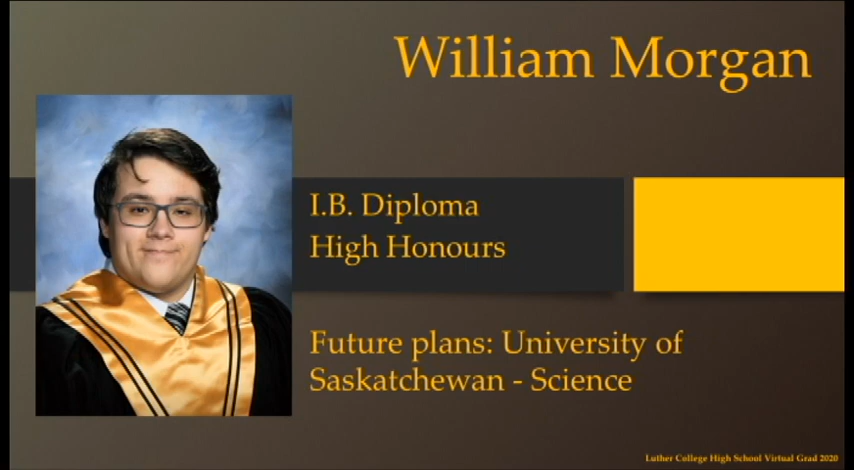 William Morgan
I.B. Diploma
High Honours
Future plans: University of
Saskatchewan - Science
Luther College High School Virtual Grad 2020